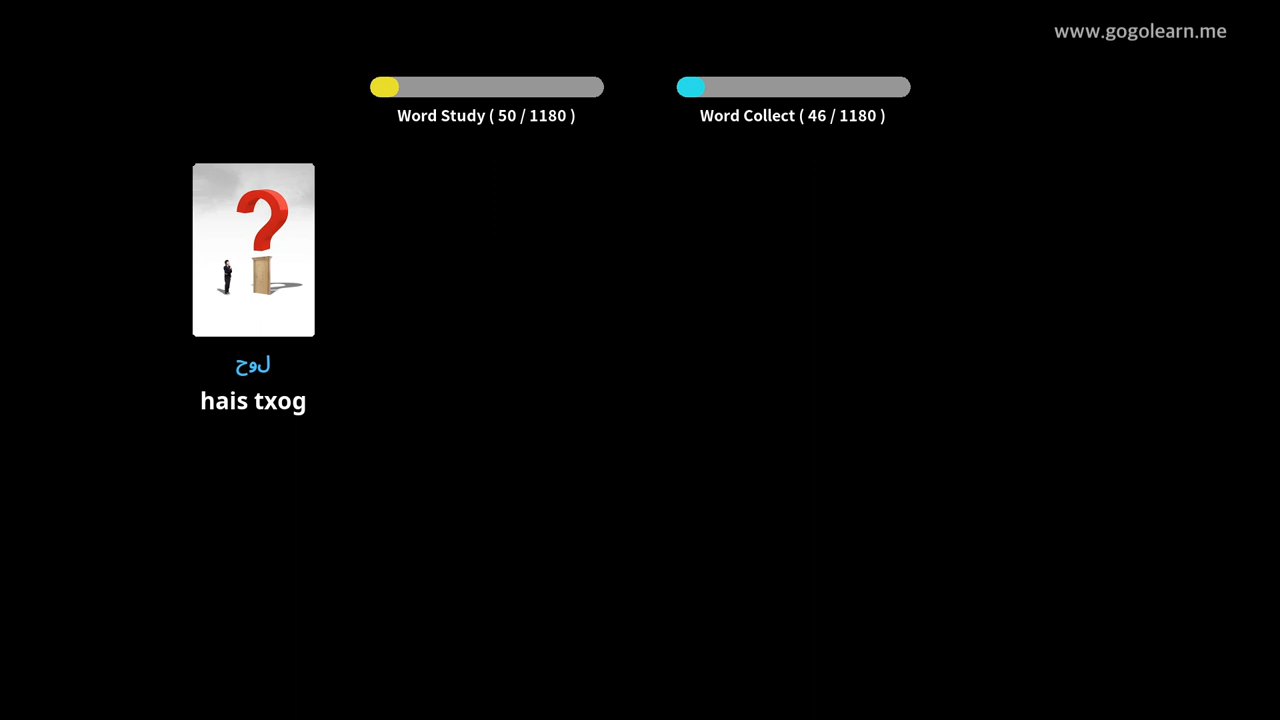 www.gogolearn.me
Word Study ( 50 / 1180 )
Word Collect ( 46 / 1180 )
لوح
hais txog